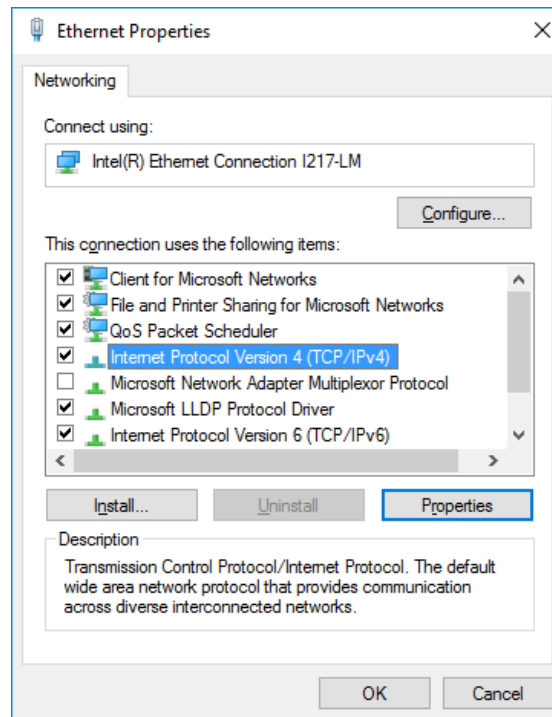 Ethernet Properties
Networking
Connect using:
Intel(R) Ethernet Connection I217-LM
Configure...
This connection uses the following items:
Client for Microsoft Networks
File and Printer Sharing for Microsoft Networks
QoS Packet Scheduler
Internet Protocol Version 4 (TCP/IPv4)
Microsoft Network Adapter Multiplexor Protocol
Microsoft LLDP Protocol Driver
Internet Protocol Version 6 (TCP/IPv6)
Install... Uninstall Properties
Description
Transmission Control Protocol/Internet Protocol. The default
wide area network protocol that provides communication
across diverse interconnected networks.
OK Cancel